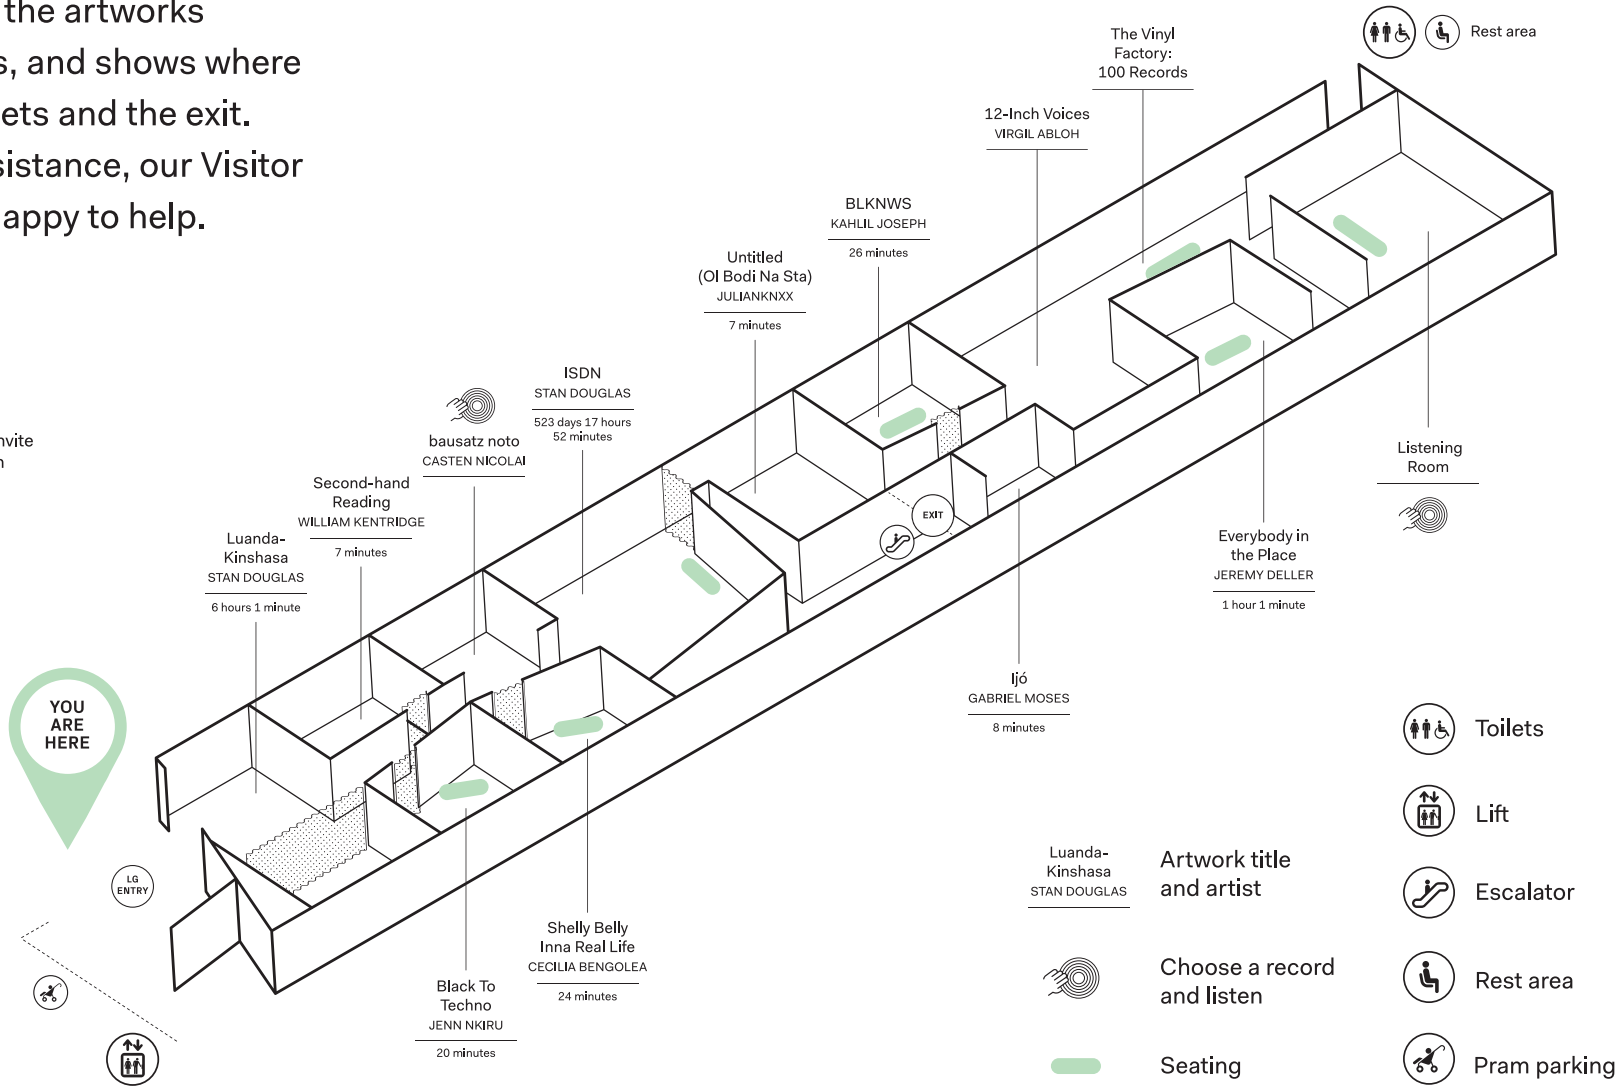 the artworks
s, and shows where
ets and the exit.
sistance, our Visitor
appy to help.
nvite
n
Rest area
The Vinyl
Factory:
100 Records
12-Inch Voices
VIRGIL ABLOH
BLKNWS
KAHLIL JOSEPH
26 minutes
Untitled
(Ol Bodi Na Sta)
JULIANKNXX
7 minutes
ISDN
STAN DOUGLAS
523 days 17 hours
52 minutes
bausatz noto
CASTEN NICOLAI
Second-hand
Reading
WILLIAM KENTRIDGE
7 minutes
Luanda-
Kinshasa
STAN DOUGLAS
6 hours 1 minute
YOU
ARE
HERE
LG
ENTRY
EXIT
Listening
Room
Everybody in
the Place
JEREMY DELLER
1 hour 1 minute
Ijó
GABRIEL MOSES
8 minutes
Shelly Belly
Inna Real Life
CECILIA BENGOLEA
24 minutes
Black To
Techno
JENN NKIRU
20 minutes
Luanda-
Kinshasa
STAN DOUGLAS
Artwork title
and artist
Choose a record
and listen
Seating
Toilets
Lift
Escalator
Rest area
Pram parking